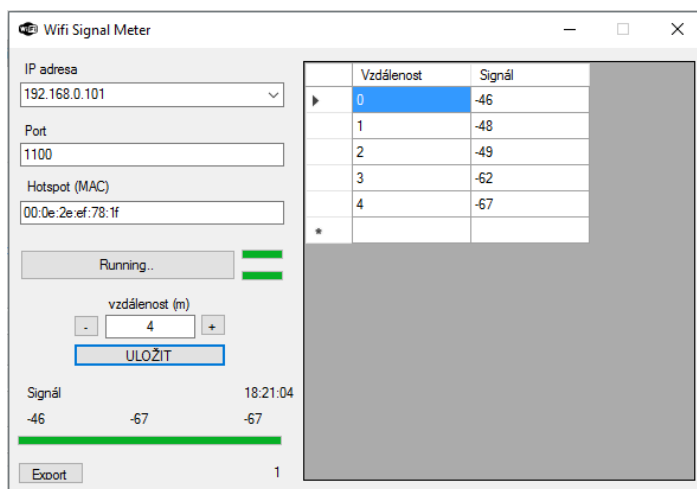 WiFi Wifi Signal Meter
IP adresa
192.168.0.101
Port
1100
Hotspot (MAC)
00:0e:2e:ef:78:1f
Running..
vzdálenost (m)
- 4 +
ULOŽIT
Signál 18:21:04
-46 -67 -67
Export 1
Vzdálenost Signál
0 -46
1 -48
2 -49
3 -62
4 -67
*